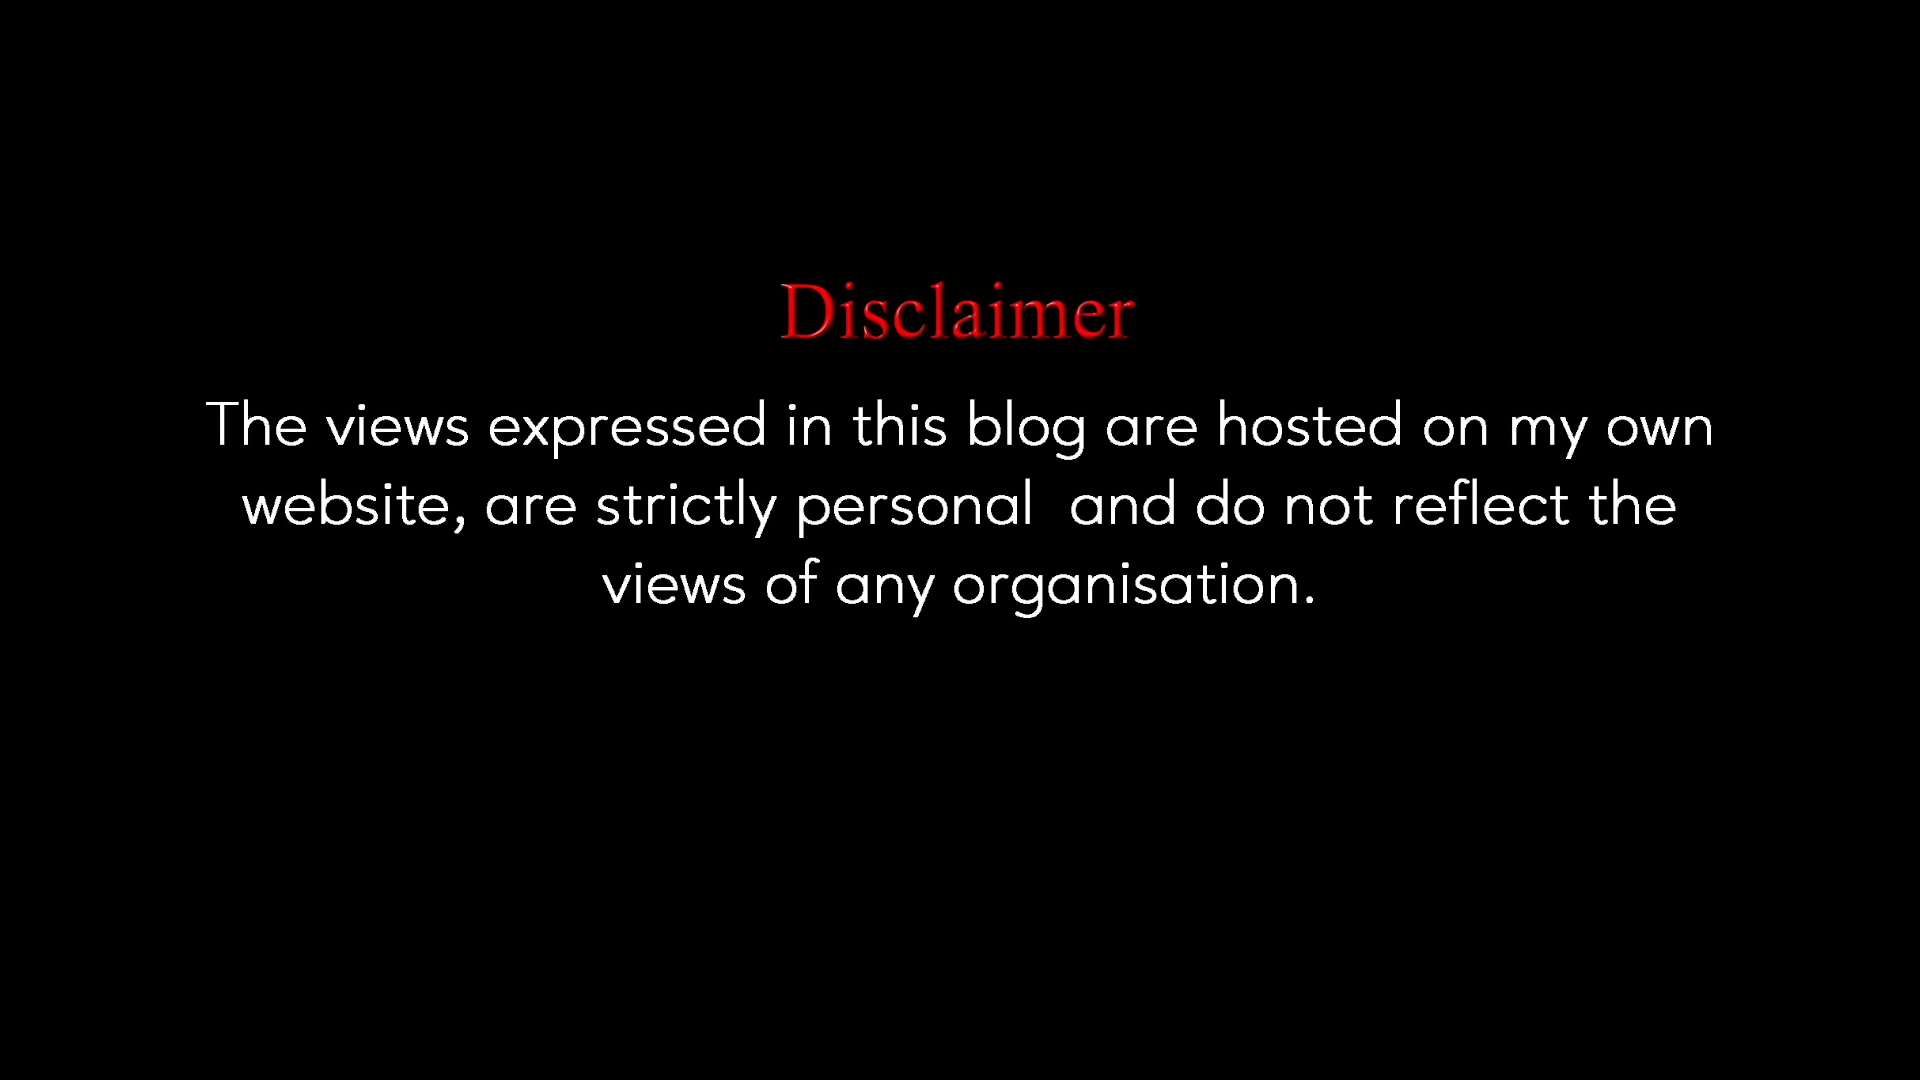 Disclaimer
The views expressed in this blog are hosted on my own
website, are strictly personal  and do not reflect the
views of any organisation.